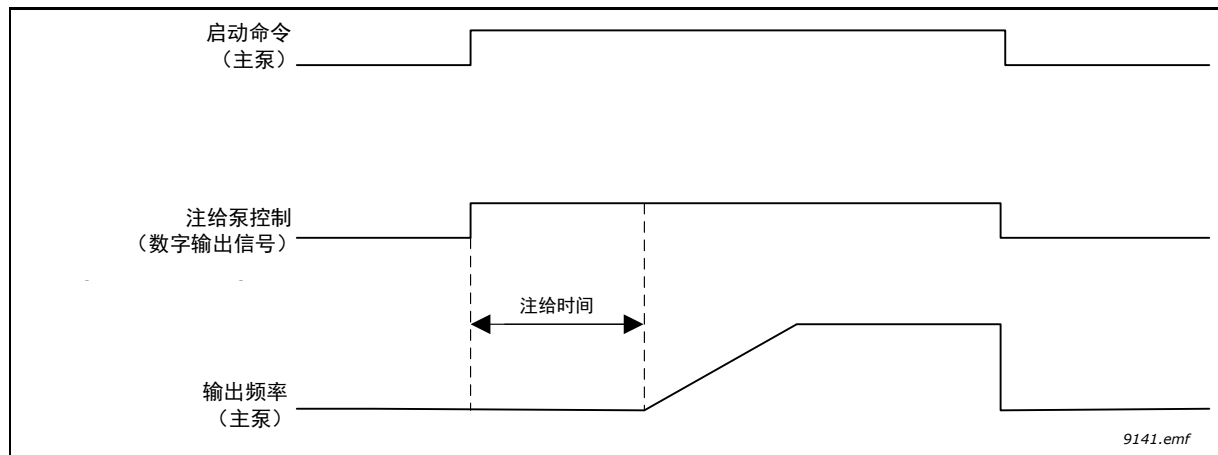 启动命令
（主泵）
注给泵控制
（数字输出信号）
注给时间
输出频率
（主泵）
9141.emf